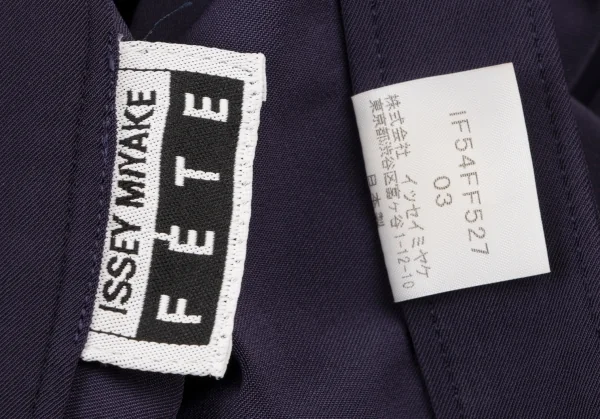 ISSEY MIYAKE
FÊTE
IF54FF527
03
株式会社 イッセイミヤケ
東京都渋谷区富ヶ谷1-12-10
日本製